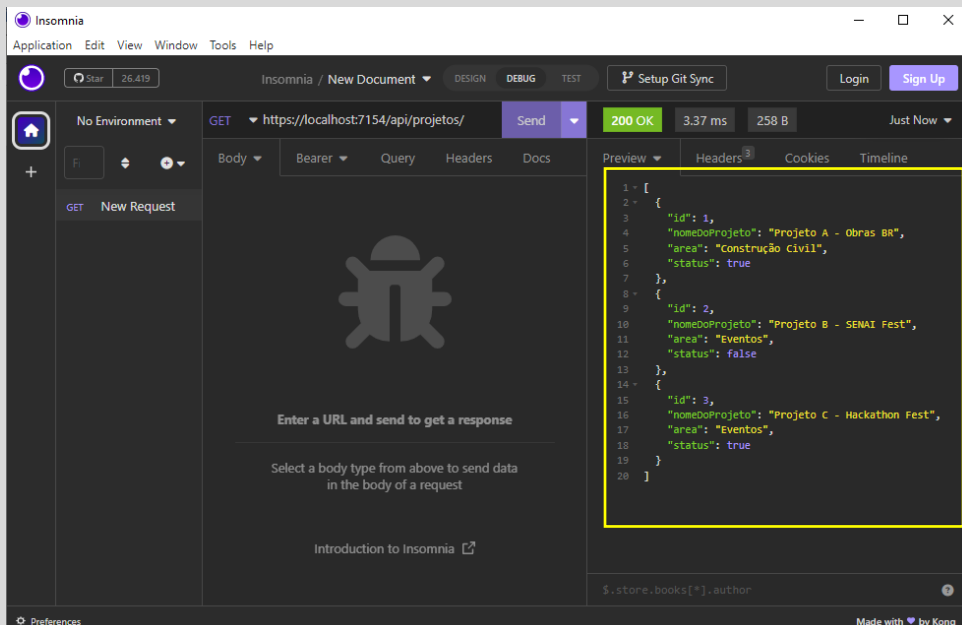 Insomnia
Application Edit View Window Tools Help
Star 26.419
Insomnia / New Document
DESIGN DEBUG TEST
Setup Git Sync
Login
Sign Up
No Environment
GET https://localhost:7154/api/projetos/
Send
200 OK
3.37 ms
258 B
Just Now
Fi
Body Bearer Query Headers Docs
Preview Headers 3 Cookies Timeline
GET New Request
Enter a URL and send to get a response
Select a body type from above to send data
in the body of a request
Introduction to Insomnia
1 [
2 {
3 "id": 1,
4 "nomeDoProjeto": "Projeto A - Obras BR",
5 "area": "Construção Civil",
6 "status": true
7 },
8 {
9 "id": 2,
10 "nomeDoProjeto": "Projeto B - SENAI Fest",
11 "area": "Eventos",
12 "status": false
13 },
14 {
15 "id": 3,
16 "nomeDoProjeto": "Projeto C - Hackathon Fest",
17 "area": "Eventos",
18 "status": true
19 }
20 ]
$.store.books[*].author
Preferences
Made with ♥ by Kong